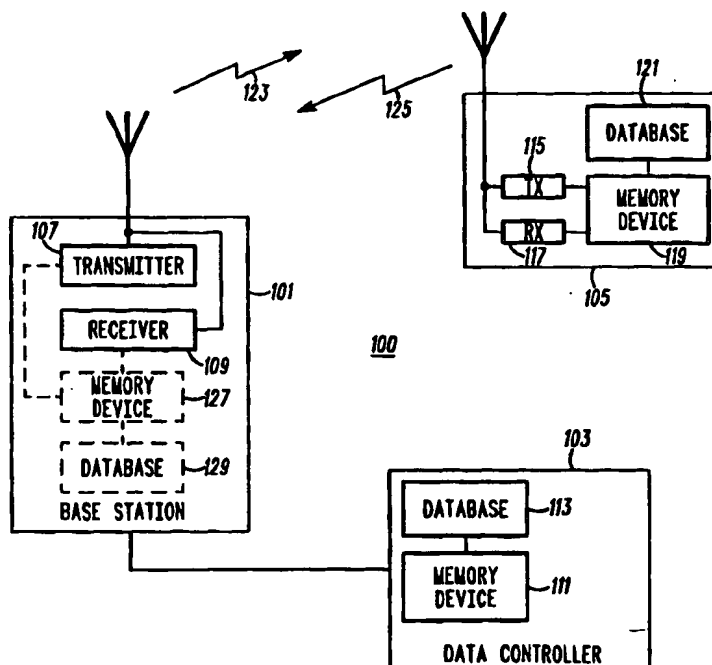 123
125
121
DATABASE
115
TX
MEMORY
DEVICE
RX
117
119
105
107
TRANSMITTER
101
RECEIVER
109
100
MEMORY
DEVICE
127
DATABASE
129
BASE STATION
103
DATABASE
113
MEMORY
DEVICE
111
DATA CONTROLLER